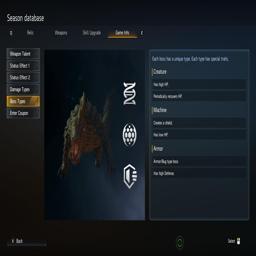 Season database
Q
Relic
Weapons
Skill Upgrade
Game Info
E
Weapon Talent
Status Effect 1
Status Effect 2
Damage Types
Boss Types
Enter Coupon
Each boss has a unique type. Each type has special traits.
Creature
Has high HP.
Periodically recovers HP.
Machine
Creates a shield.
Has low HP.
Armor
Armor/Bug type boss
Has high Defense.
Back
Select